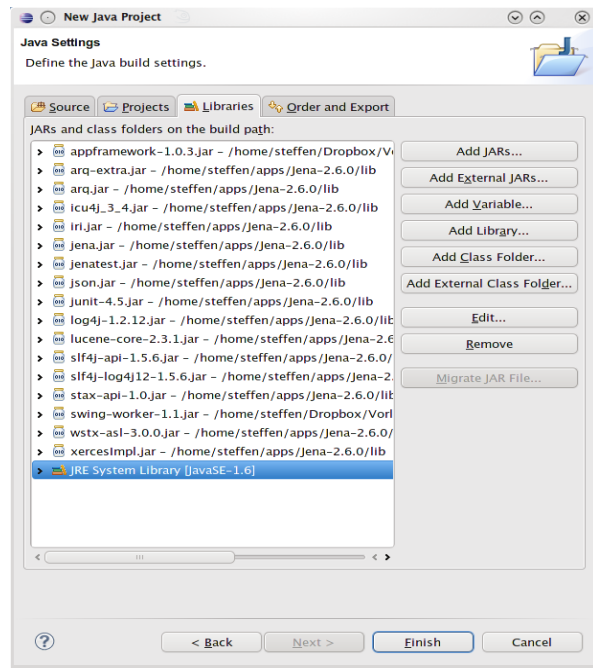 New Java Project
Java Settings
Define the Java build settings.
Source Projects Libraries Order and Export
JARs and class folders on the build path:
appframework-1.0.3.jar - /home/steffen/Dropbox/V
arq-extra.jar - /home/steffen/apps/Jena-2.6.0/lib
arq.jar - /home/steffen/apps/Jena-2.6.0/lib
icu4j_3_4.jar - /home/steffen/apps/Jena-2.6.0/lib
iri.jar - /home/steffen/apps/Jena-2.6.0/lib
jena.jar - /home/steffen/apps/Jena-2.6.0/lib
jenatest.jar - /home/steffen/apps/Jena-2.6.0/lib
json.jar - /home/steffen/apps/Jena-2.6.0/lib
junit-4.5.jar - /home/steffen/apps/Jena-2.6.0/lib
log4j-1.2.12.jar - /home/steffen/apps/Jena-2.6.0/lib
lucene-core-2.3.1.jar - /home/steffen/apps/Jena-2.6
slf4j-api-1.5.6.jar - /home/steffen/apps/Jena-2.6.0/
slf4j-log4j12-1.5.6.jar - /home/steffen/apps/Jena-2.
stax-api-1.0.jar - /home/steffen/apps/Jena-2.6.0/lib
swing-worker-1.1.jar - /home/steffen/Dropbox/Vorl
wstx-asl-3.0.0.jar - /home/steffen/apps/Jena-2.6.0/
xercesImpl.jar - /home/steffen/apps/Jena-2.6.0/lib
JRE System Library [JavaSE-1.6]
Add JARs...
Add External JARs...
Add Variable...
Add Library...
Add Class Folder...
Add External Class Folder...
Edit...
Remove
Migrate JAR File...
? < Back Next > Finish Cancel